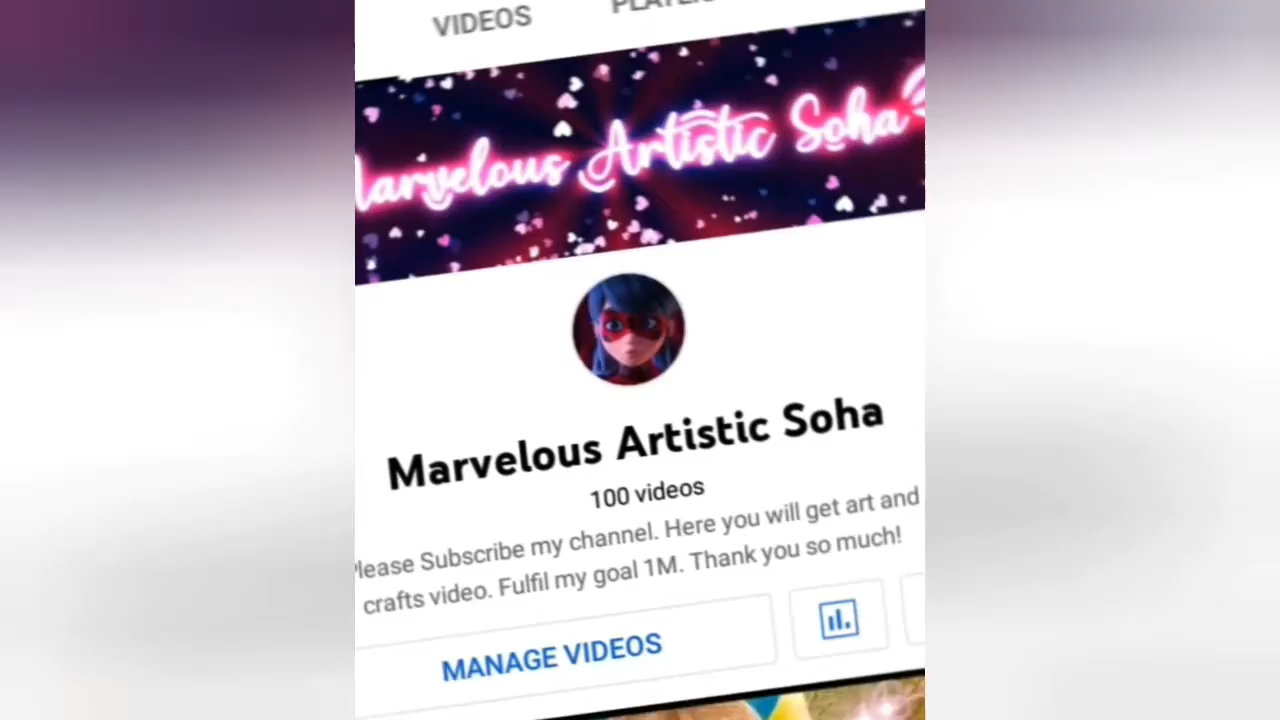 VIDEOS
Marvelous Artistic Soha
Marvelous Artistic Soha
100 videos
Please Subscribe my channel. Here you will get art and
crafts video. Fulfil my goal 1M. Thank you so much!
MANAGE VIDEOS